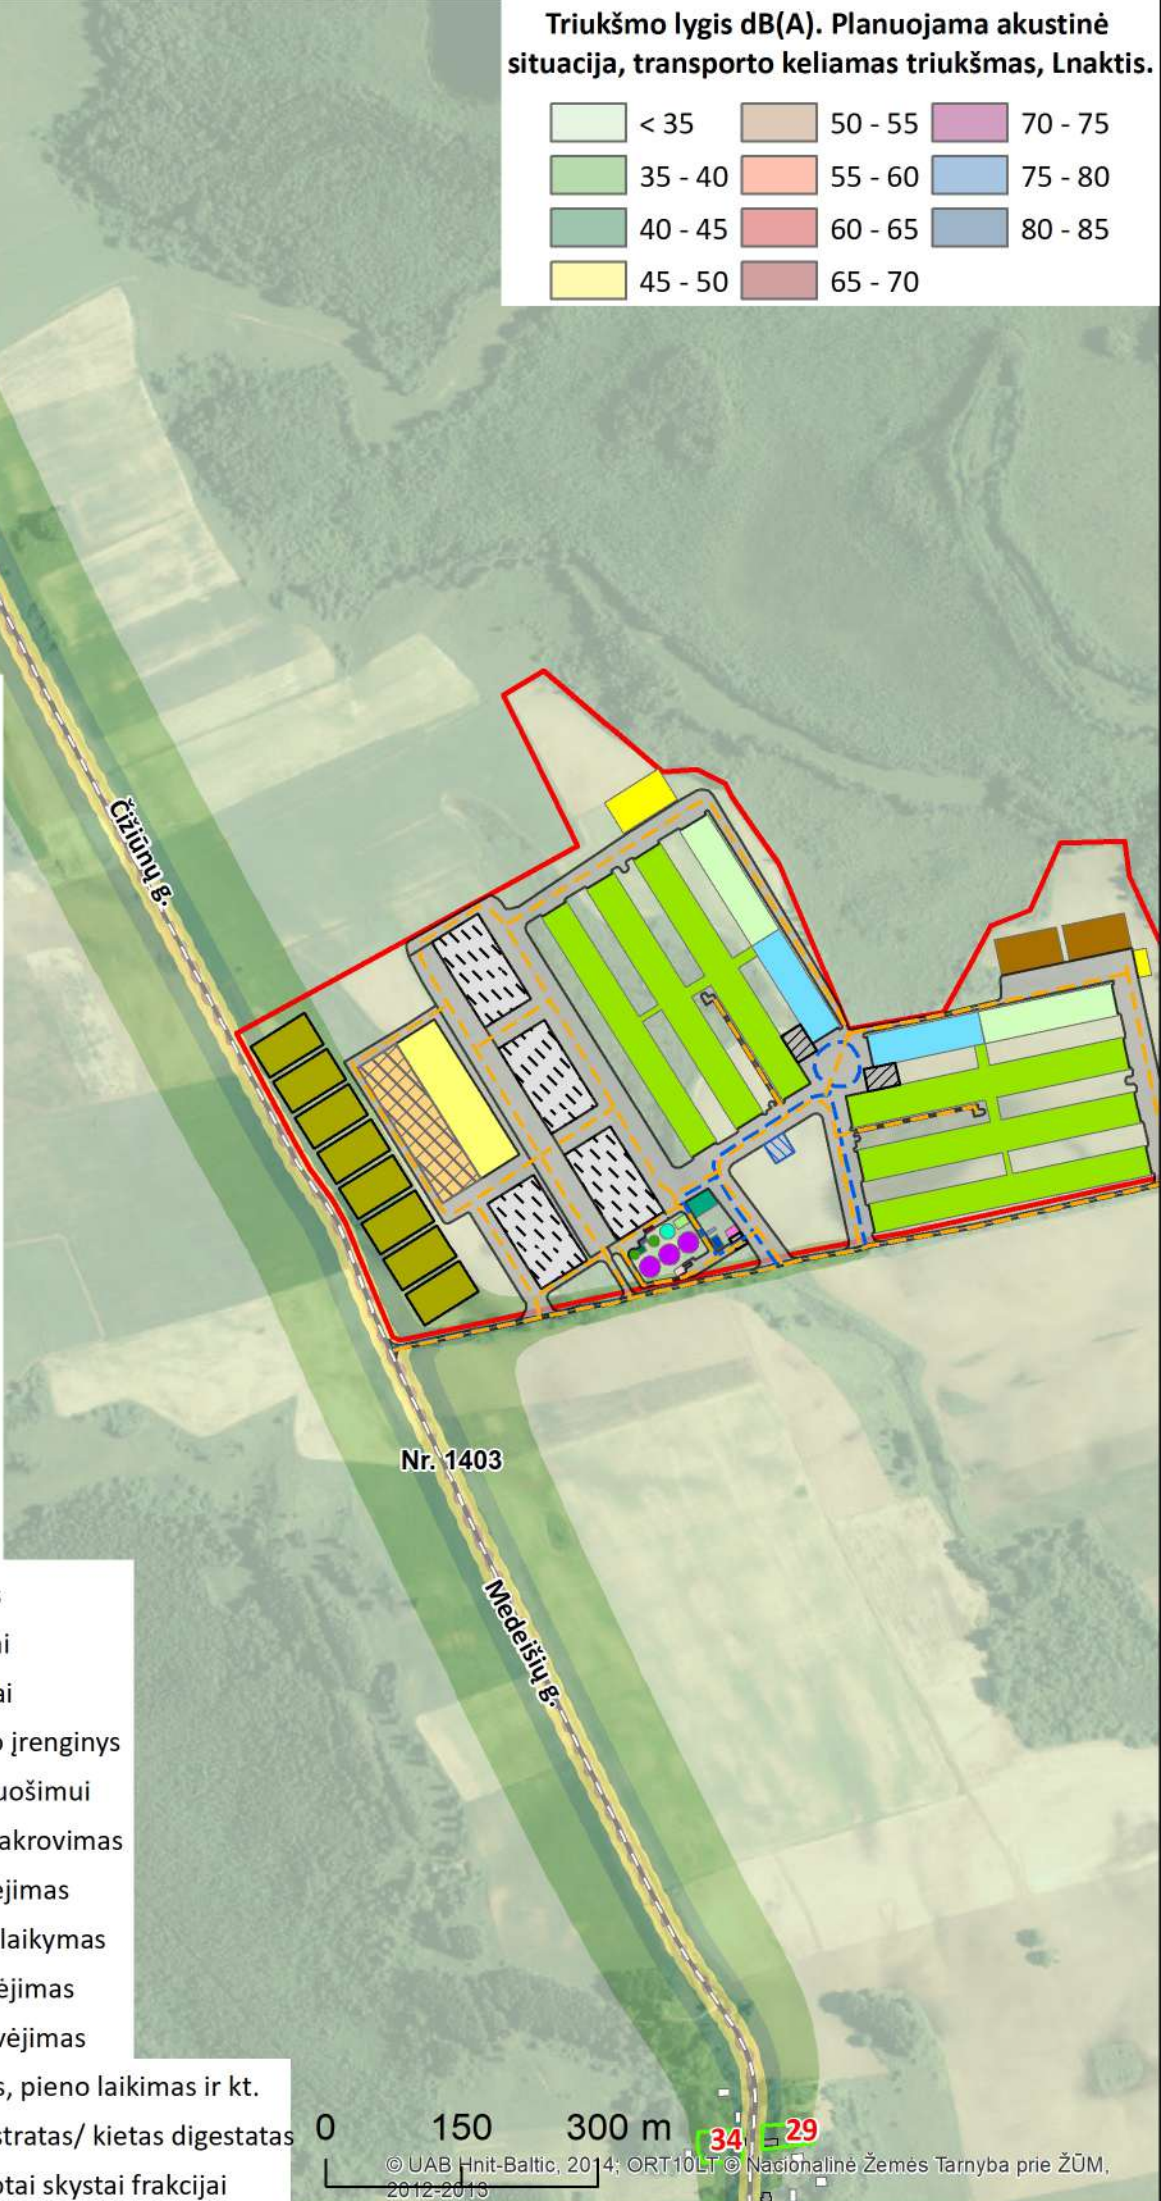 Triukšmo lygis dB(A). Planuojama akustinė
situacija, transporto keliamas triukšmas, Lnaktis.
< 35
50 - 55
70 - 75
35 - 40
55 - 60
75 - 80
40 - 45
60 - 65
80 - 85
45 - 50
65 - 70
Čižiūnų g.
Nr. 1403
Medeišių g.
s
ni
ai
o įrenginys
uošimui
akrovimas
ėjimas
laikymas
ėjimas
vėjimas
s, pieno laikimas ir kt.
stratas/ kietas digestatas
otai skystai frakcijai
0 150 300 m
34
29
© UAB Hnit-Baltic, 2014; ORT10LT © Nacionalinė Žemės Tarnyba prie ŽŪM,
2012-2013